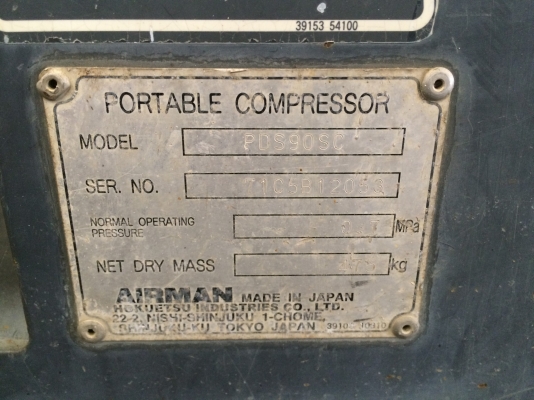 39153 54100
PORTABLE COMPRESSOR
MODEL
SER. NO.
NORMAL OPERATING
PRESSURE MPa
NET DRY MASS kg
AIRMAN MADE IN JAPAN
HOKUETSU INDUSTRIES CO., LTD.
22-2, NISHI-SHINJUKU 1-CHOME,
SHINJUKU-KU TOKYO JAPAN